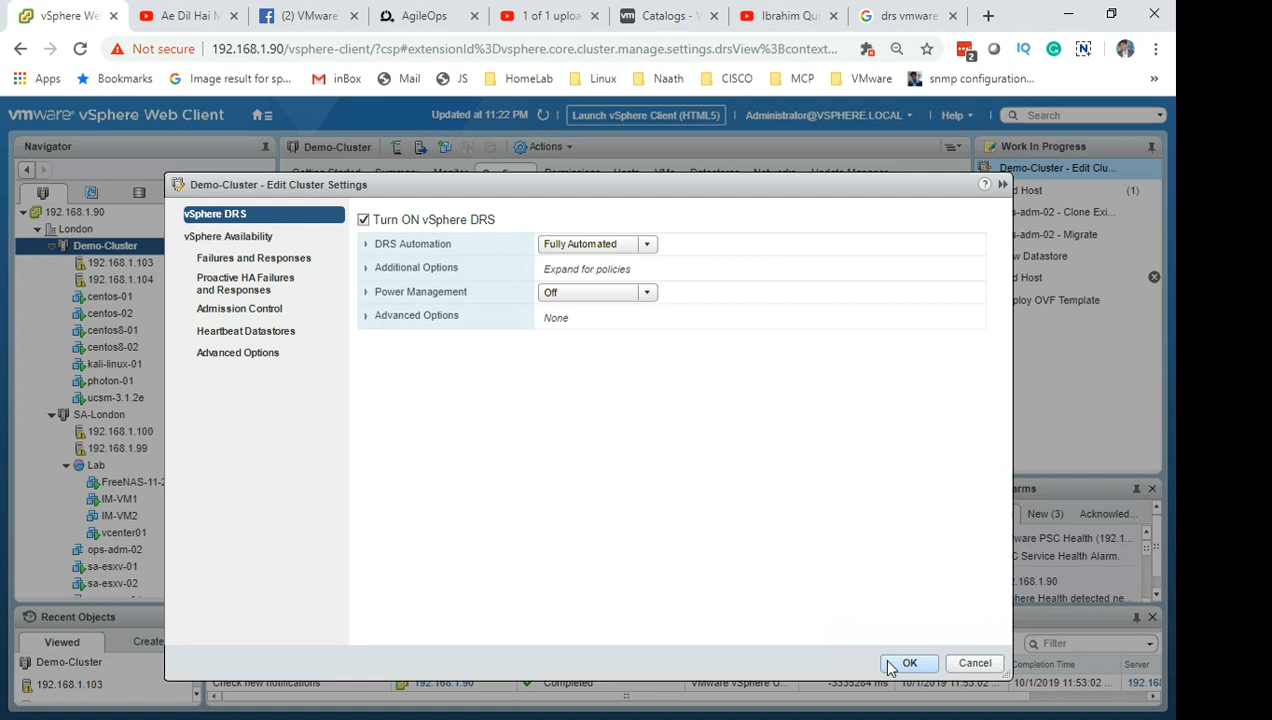 vSphere We
Ae Dil Hai M
(2) VMware
AgileOps
1 of 1 uploa
Catalogs - V
Ibrahim Qu
drs vmware
Not secure
192.168.1.90/vsphere-client/?csp#extensionId%3Dvsphere.core.cluster.manage.settings.drsView%3Bcontext...
2
IQ
Apps
Bookmarks
Image result for sp...
inBox
Mail
JS
HomeLab
Linux
Naath
CISCO
MCP
VMware
snmp configuration...
»
vmware® vSphere Web Client
Updated at 11:22 PM
Launch vSphere Client (HTML5)
Administrator@VSPHERE.LOCAL
Help
Search
Navigator
Demo-Cluster
Actions
Work In Progress
192.168.1.90
London
Demo-Cluster
192.168.1.103
192.168.1.104
centos-01
centos-02
centos8-01
centos8-02
kali-linux-01
photon-01
ucsm-3.1.2e
SA-London
192.168.1.100
192.168.1.99
Lab
FreeNAS-11-2
IM-VM1
IM-VM2
vcenter01
ops-adm-02
sa-esxv-01
sa-esxv-02
Demo-Cluster - Edit Cluster Settings
vSphere DRS
vSphere Availability
Failures and Responses
Proactive HA Failures
and Responses
Admission Control
Heartbeat Datastores
Advanced Options
Turn ON vSphere DRS
DRS Automation
Fully Automated
Additional Options
Expand for policies
Power Management
Off
Advanced Options
None
OK
Cancel
Demo-Cluster - Edit Clu...
d Host
(1)
s-adm-02 - Clone Exi...
s-adm-02 - Migrate
w Datastore
d Host
ploy OVF Template
arms
New (3)
Acknowled...
ware PSC Health (192.1...
C Service Health Alarm.
.168.1.90
here Health detected ne...
Recent Objects
Viewed
Create
Demo-Cluster
192.168.1.103
Filter
Completion Time
Server
Check new notifications
192.168.1.90
Completed
VMware vSphere U...
-3335284 ms
10/1/2019 11:53:02 ...
10/1/2019 11:53:02 ...
192.168